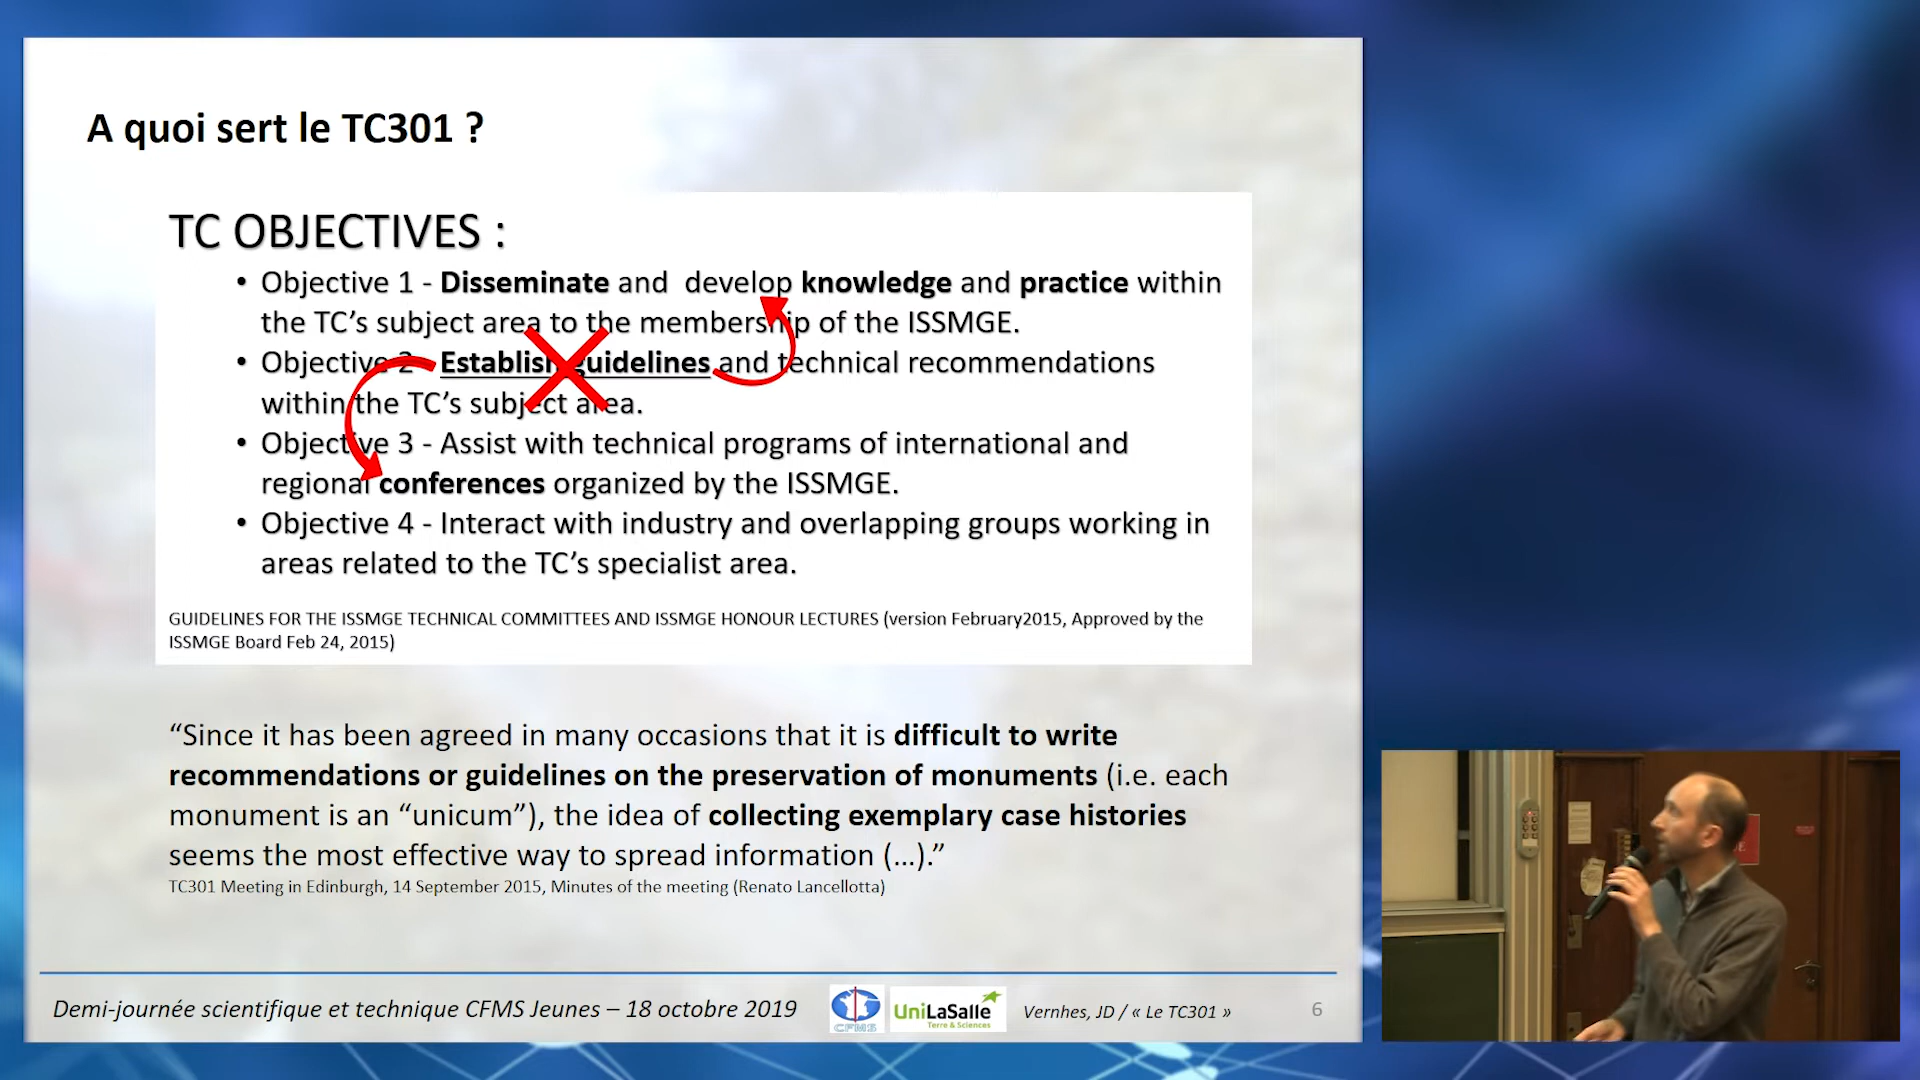 A quoi sert le TC301 ?
TC OBJECTIVES :
• Objective 1 - Disseminate and develop knowledge and practice within
the TC’s subject area to the membership of the ISSMGE.
• Objective 2 - Establish guidelines and technical recommendations
within the TC’s subject area.
• Objective 3 - Assist with technical programs of international and
regional conferences organized by the ISSMGE.
• Objective 4 - Interact with industry and overlapping groups working in
areas related to the TC’s specialist area.
GUIDELINES FOR THE ISSMGE TECHNICAL COMMITTEES AND ISSMGE HONOUR LECTURES (version February2015, Approved by the
ISSMGE Board Feb 24, 2015)
“Since it has been agreed in many occasions that it is difficult to write
recommendations or guidelines on the preservation of monuments (i.e. each
monument is an “unicum”), the idea of collecting exemplary case histories
seems the most effective way to spread information (...).”
TC301 Meeting in Edinburgh, 14 September 2015, Minutes of the meeting (Renato Lancellotta)
Demi-journée scientifique et technique CFMS Jeunes – 18 octobre 2019
CFMS
UniLaSalle
Terre & Sciences
Vernhes, JD / « Le TC301 »
6